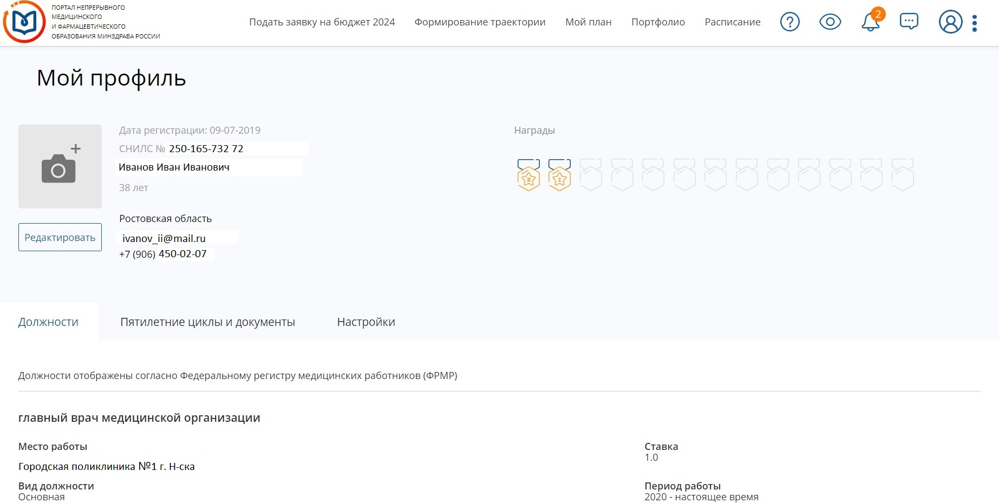 ПОРТАЛ НЕПРЕРЫВНОГО
МЕДИЦИНСКОГО
И ФАРМАЦЕВТИЧЕСКОГО
ОБРАЗОВАНИЯ МИНЗДРАВА РОССИИ
Подать заявку на бюджет 2024 Формирование траектории Мой план Портфолио Расписание ? 2
Мой профиль
Дата регистрации: 09-07-2019
Награды
СНИЛС № 250-165-732 72
Иванов Иван Иванович
II I
38 лет
Ростовская область
Редактировать
ivanov_ii@mail.ru
+7 (906) 450-02-07
Должности Пятилетние циклы и документы Настройки
Должности отображены согласно Федеральному регистру медицинских работников (ФРМР)
главный врач медицинской организации
Место работы
Городская поликлиника №1 г. Н-ска
Ставка
1.0
Вид должности
Основная
Период работы
2020 - настоящее время